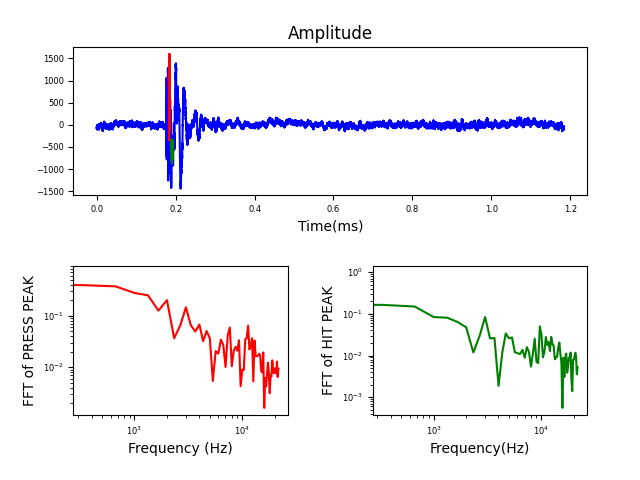 Amplitude
1500
1000
500
0
−500
−1000
−1500
0.0 0.2 0.4 0.6 0.8 1.0 1.2
Time(ms)
FFT of PRESS PEAK
10⁻¹
10⁻²
10³ 10⁴
Frequency (Hz)
FFT of HIT PEAK
10⁰
10⁻¹
10⁻²
10⁻³
10³ 10⁴
Frequency(Hz)